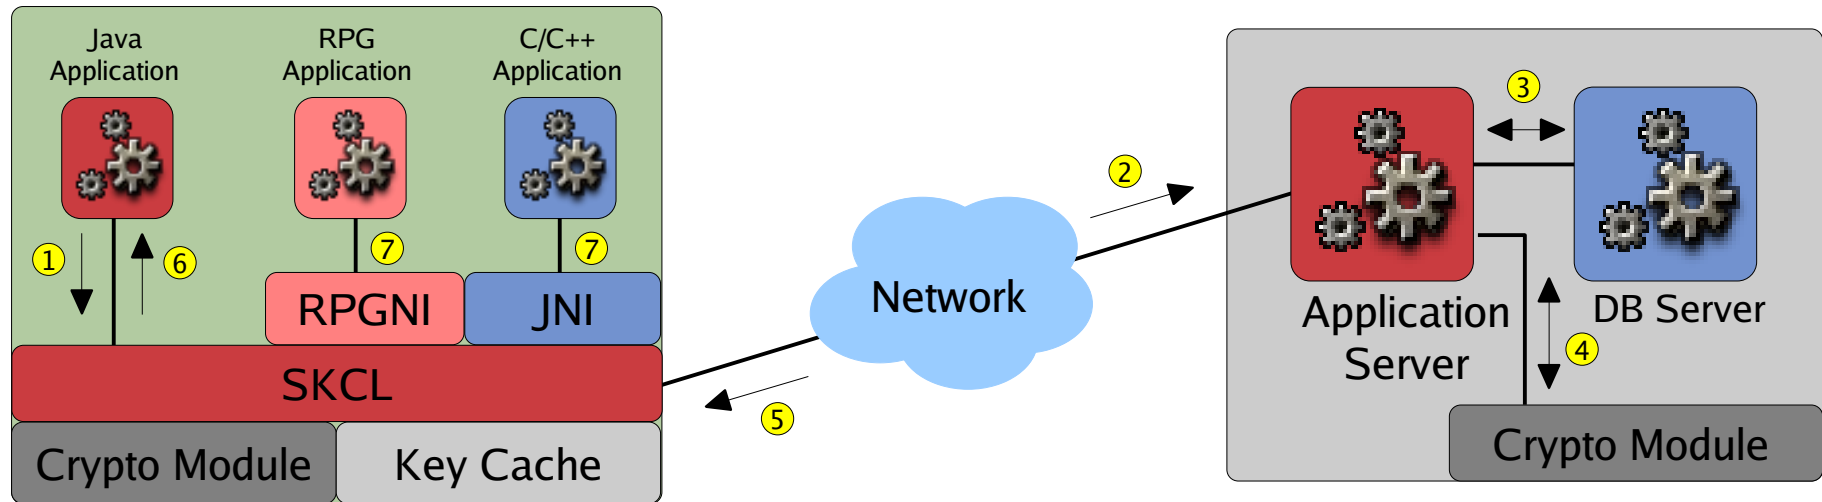 Java
Application
RPG
Application
C/C++
Application
1
6
7
7
RPGNI
JNI
SKCL
Crypto Module
Key Cache
Network
2
5
3
Application
Server
DB Server
4
Crypto Module